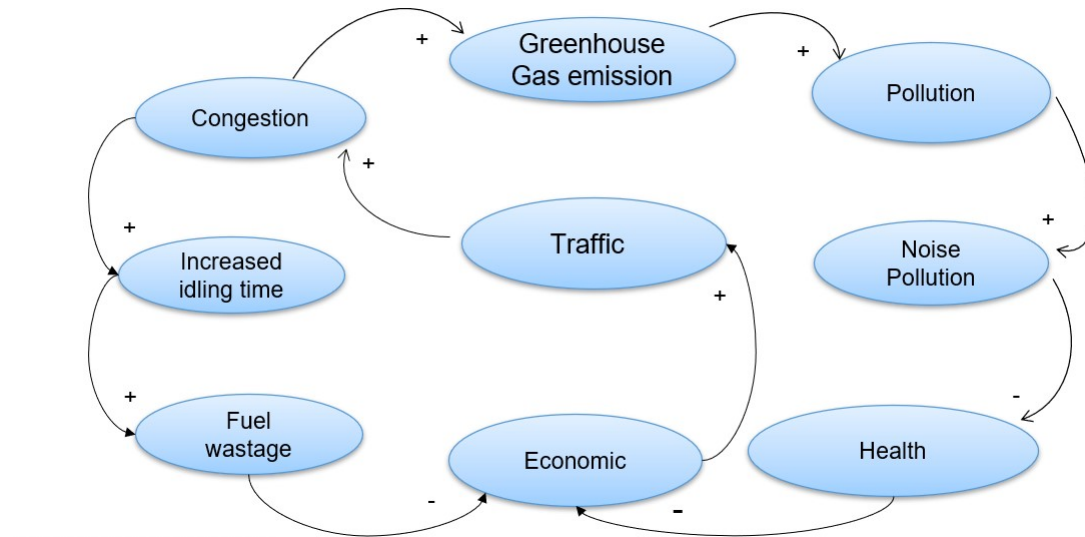 Greenhouse
Gas emission
+
+
Pollution
Congestion
+
+
Traffic
Noise
Pollution
+
Increased
idling time
+
+
-
Fuel
wastage
Economic
Health
-
-